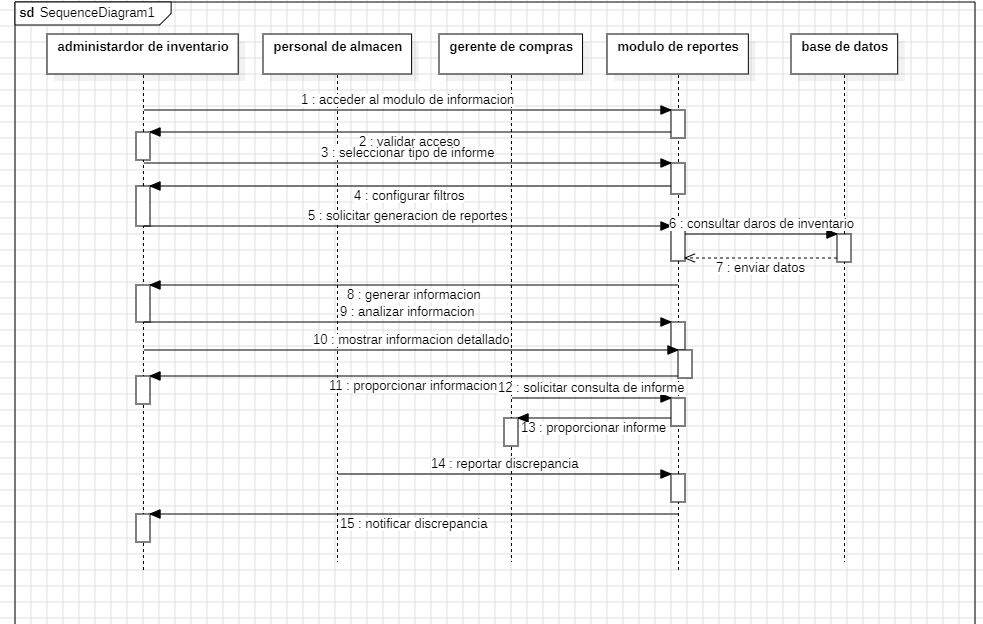 sd SequenceDiagram1
administardor de inventario
personal de almacen
gerente de compras
modulo de reportes
base de datos
1 : acceder al modulo de informacion
2 : validar acceso
3 : seleccionar tipo de informe
4 : configurar filtros
5 : solicitar generacion de reportes
6 : consultar daros de inventario
7 : enviar datos
8 : generar informacion
9 : analizar informacion
10 : mostrar informacion detallado
11 : proporcionar informacion
12 : solicitar consulta de informe
13 : proporcionar informe
14 : reportar discrepancia
15 : notificar discrepancia